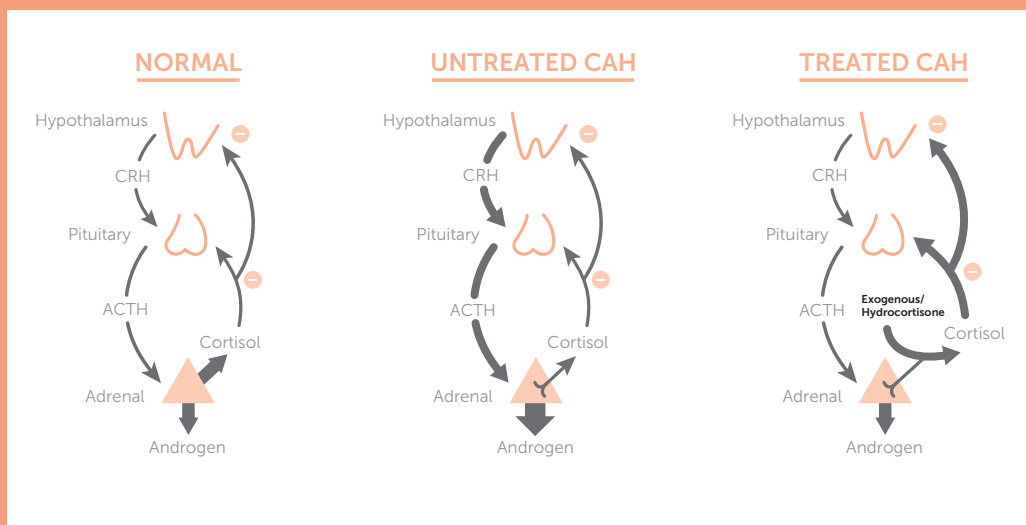 NORMAL
Hypothalamus
−
CRH
Pituitary
−
ACTH
Cortisol
Adrenal
Androgen
UNTREATED CAH
Hypothalamus
−
CRH
Pituitary
−
ACTH
Cortisol
Adrenal
Androgen
TREATED CAH
Hypothalamus
−
CRH
Pituitary
−
Exogenous/
Hydrocortisone
ACTH
Cortisol
Adrenal
Androgen